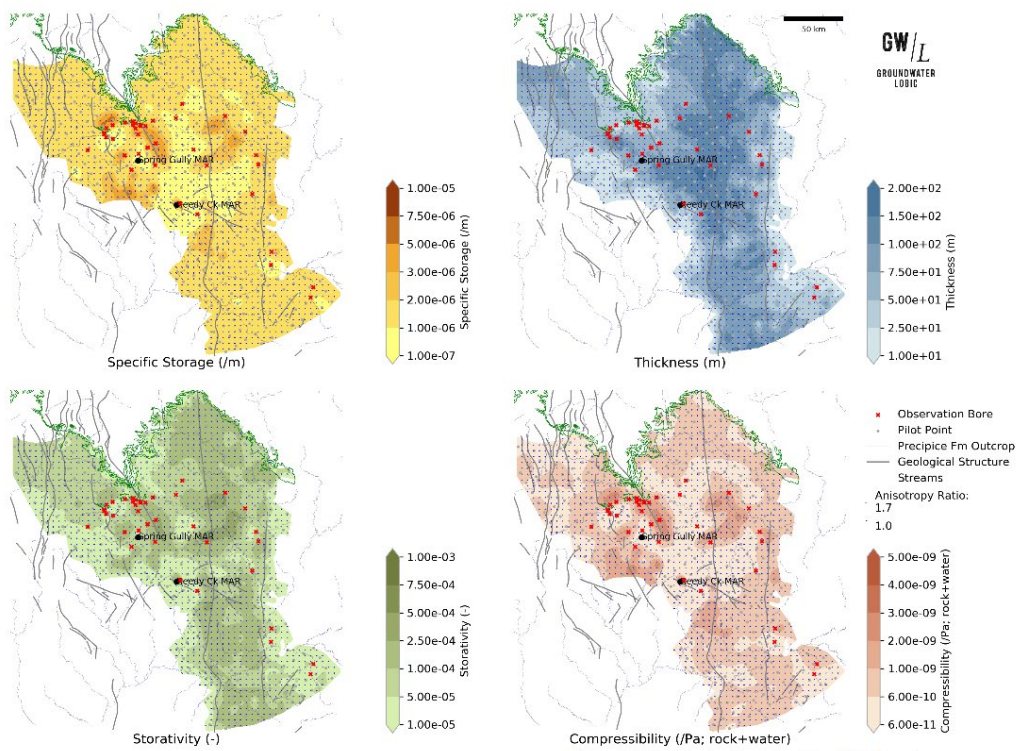 50 km
GW/L
GROUNDWATER
LOGIC
Spring Gully MAR
Reedy Ck MAR
1.00e-05
7.50e-06
5.00e-06
3.00e-06
2.00e-06
1.00e-06
1.00e-07
Specific Storage (/m)
Specific Storage (/m)
Spring Gully MAR
Reedy Ck MAR
2.00e+02
1.50e+02
1.00e+02
7.50e+01
5.00e+01
2.50e+01
1.00e+01
Thickness (m)
Thickness (m)
Spring Gully MAR
Reedy Ck MAR
1.00e-03
7.50e-04
5.00e-04
2.50e-04
1.00e-04
5.00e-05
1.00e-05
Storativity (-)
Storativity (-)
Spring Gully MAR
Reedy Ck MAR
Observation Bore
Pilot Point
Precipice Fm Outcrop
Geological Structure
Streams
Anisotropy Ratio:
1.7
1.0
5.00e-09
4.00e-09
3.00e-09
2.00e-09
1.00e-09
6.00e-10
6.00e-11
Compressibility (/Pa; rock+water)
Compressibility (/Pa; rock+water)